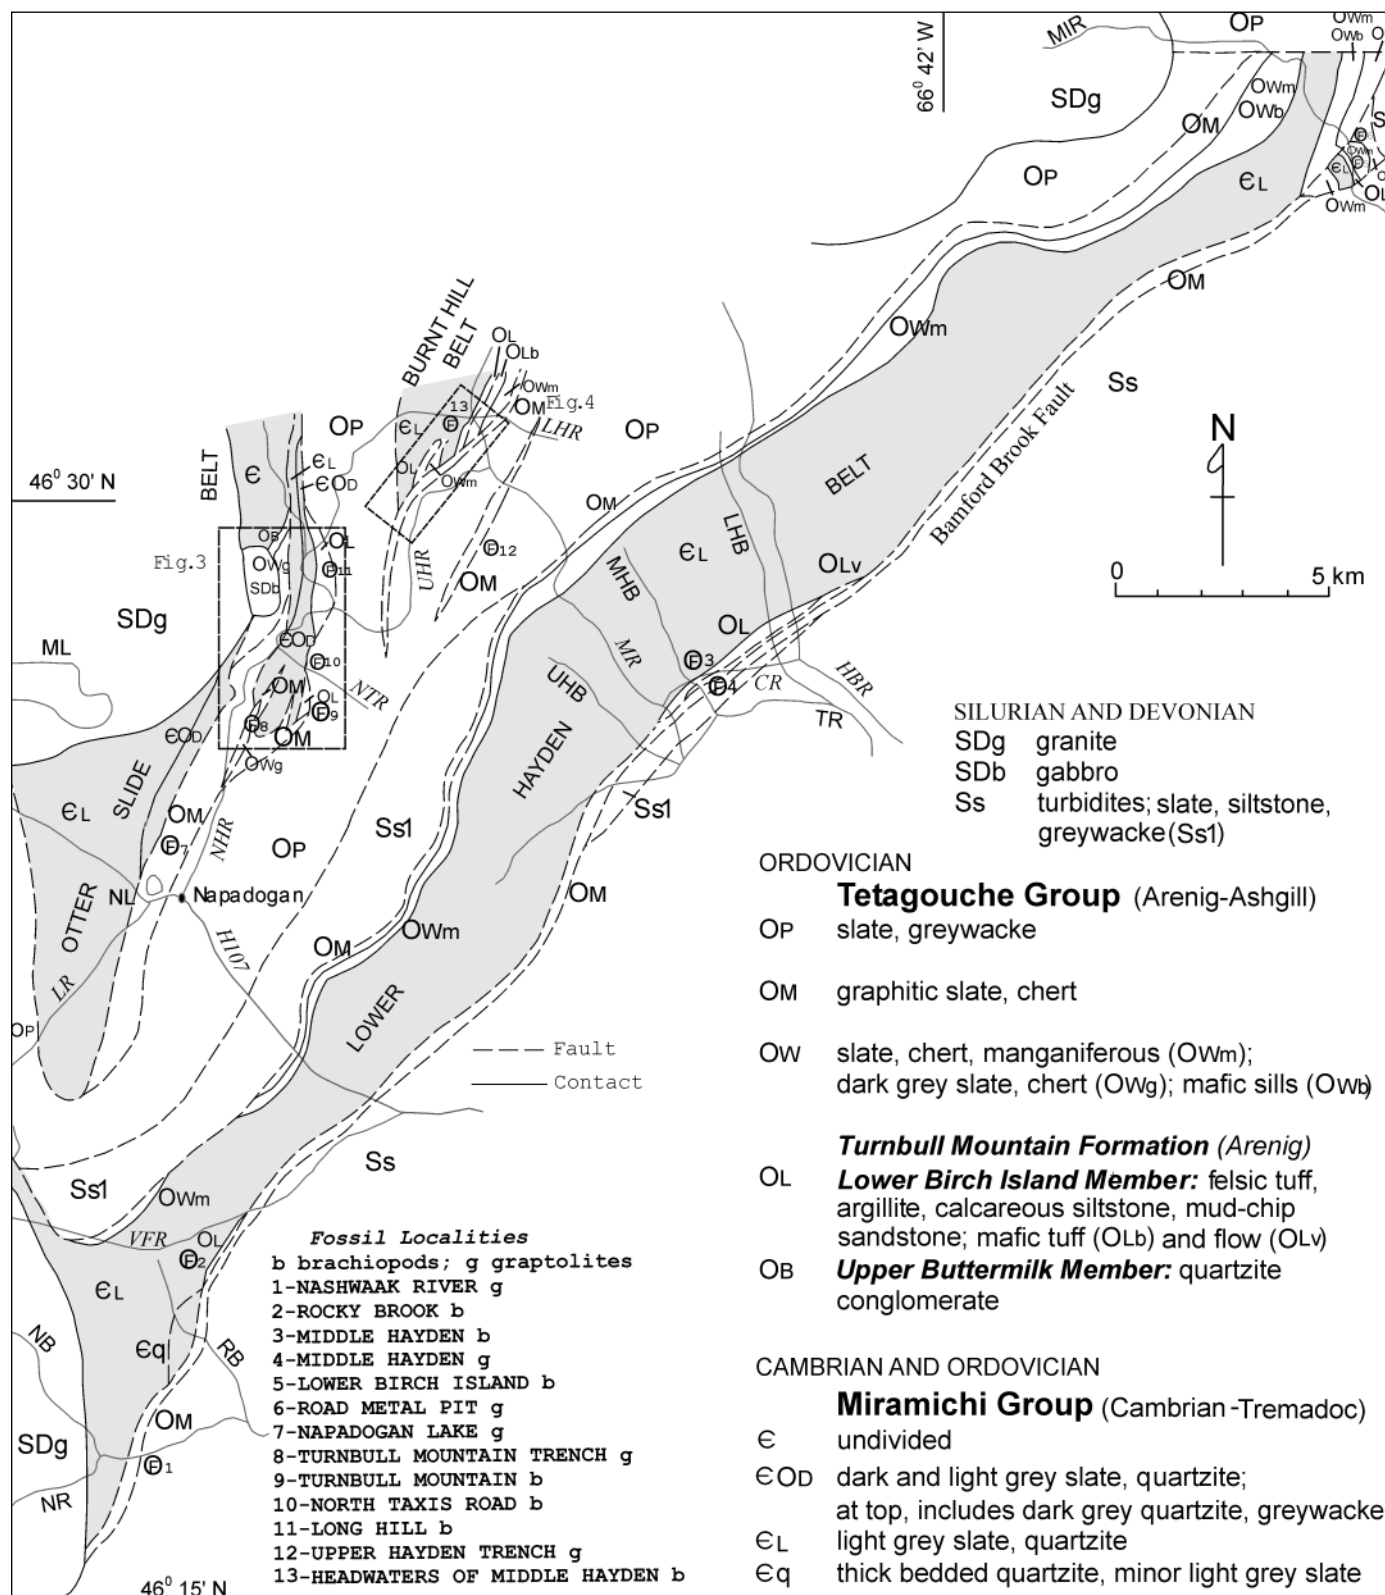 MIR
OP
66° 42' W
OWm
OWb
O
SDg
OWm
OWb
OM
S
F
OWm
F
ЄL
OP
ЄL
OL
OWm
OM
BURNT HILL
BELT
OL
OLb
OWm
OWm
Ss
13
F
OM
Fig.4
OP
ЄL
LHR
OP
Bamford Brook Fault
N
BELT
Є
ЄL
ЄOD
OL
OWm
BELT
46° 30' N
OM
LHB
OB
OL
Fig.3
OWg
F11
F12
ЄL
MHB
OLv
0
5 km
SDb
UHR
OM
SDg
OL
ЄOD
ML
F10
MR
F3
HBR
OM
NTR
UHB
F4
CR
OL
F9
F8
TR
ЄOD
OM
OWg
HAYDEN
SLIDE
ЄL
OM
Ss1
Ss1
F7
NHR
OP
OM
NL
Napadogan
OTTER
OWm
H107
OM
LR
LOWER
OP
Fault
Contact
Ss
Ss1
OWm
VFR
OL
F2
ЄL
NB
Єq
RB
OM
SDg
F1
NR
46° 15' N
Fossil Localities
b brachiopods; g graptolites
1-NASHWAAK RIVER g
2-ROCKY BROOK b
3-MIDDLE HAYDEN b
4-MIDDLE HAYDEN g
5-LOWER BIRCH ISLAND b
6-ROAD METAL PIT g
7-NAPADOGAN LAKE g
8-TURNBULL MOUNTAIN TRENCH g
9-TURNBULL MOUNTAIN b
10-NORTH TAXIS ROAD b
11-LONG HILL b
12-UPPER HAYDEN TRENCH g
13-HEADWATERS OF MIDDLE HAYDEN b
SILURIAN AND DEVONIAN
SDg granite
SDb gabbro
Ss turbidites; slate, siltstone,
greywacke (Ss1)
ORDOVICIAN
Tetagouche Group (Arenig-Ashgill)
OP slate, greywacke
OM graphitic slate, chert
OW slate, chert, manganiferous (OWm);
dark grey slate, chert (OWg); mafic sills (OWb)
Turnbull Mountain Formation (Arenig)
OL Lower Birch Island Member: felsic tuff,
argillite, calcareous siltstone, mud-chip
sandstone; mafic tuff (OLb) and flow (OLv)
OB Upper Buttermilk Member: quartzite
conglomerate
CAMBRIAN AND ORDOVICIAN
Miramichi Group (Cambrian-Tremadoc)
Є undivided
ЄOD dark and light grey slate, quartzite;
at top, includes dark grey quartzite, greywacke
ЄL light grey slate, quartzite
Єq thick bedded quartzite, minor light grey slate